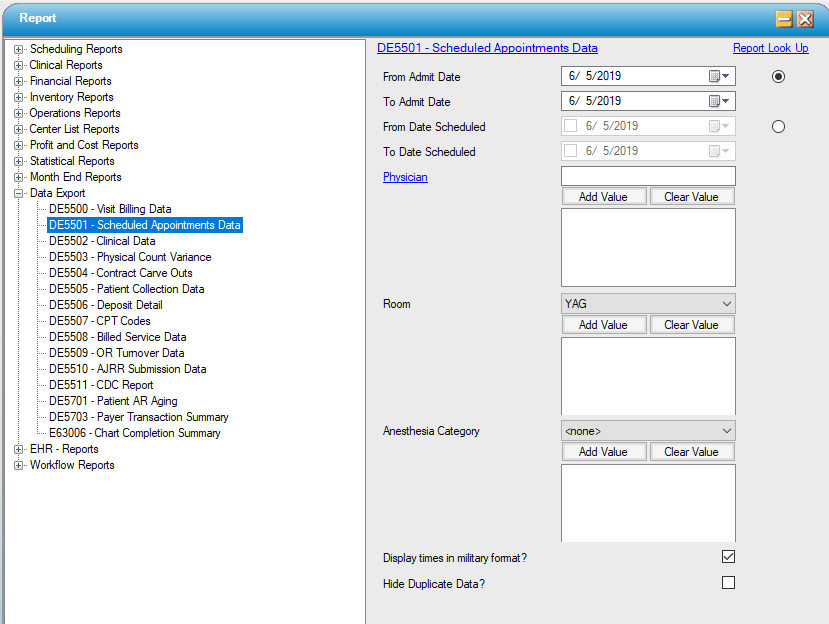 Report
Scheduling Reports
Clinical Reports
Financial Reports
Inventory Reports
Operations Reports
Center List Reports
Profit and Cost Reports
Statistical Reports
Month End Reports
Data Export
DE5500 - Visit Billing Data
DE5501 - Scheduled Appointments Data
DE5502 - Clinical Data
DE5503 - Physical Count Variance
DE5504 - Contract Carve Outs
DE5505 - Patient Collection Data
DE5506 - Deposit Detail
DE5507 - CPT Codes
DE5508 - Billed Service Data
DE5509 - OR Turnover Data
DE5510 - AJRR Submission Data
DE5511 - CDC Report
DE5701 - Patient AR Aging
DE5703 - Payer Transaction Summary
E63006 - Chart Completion Summary
EHR - Reports
Workflow Reports
DE5501 - Scheduled Appointments Data Report Look Up
From Admit Date 6/ 5/2019
To Admit Date 6/ 5/2019
From Date Scheduled 6/ 5/2019
To Date Scheduled 6/ 5/2019
Physician
Add Value Clear Value
Room YAG
Add Value Clear Value
Anesthesia Category <none>
Add Value Clear Value
Display times in military format?
Hide Duplicate Data?